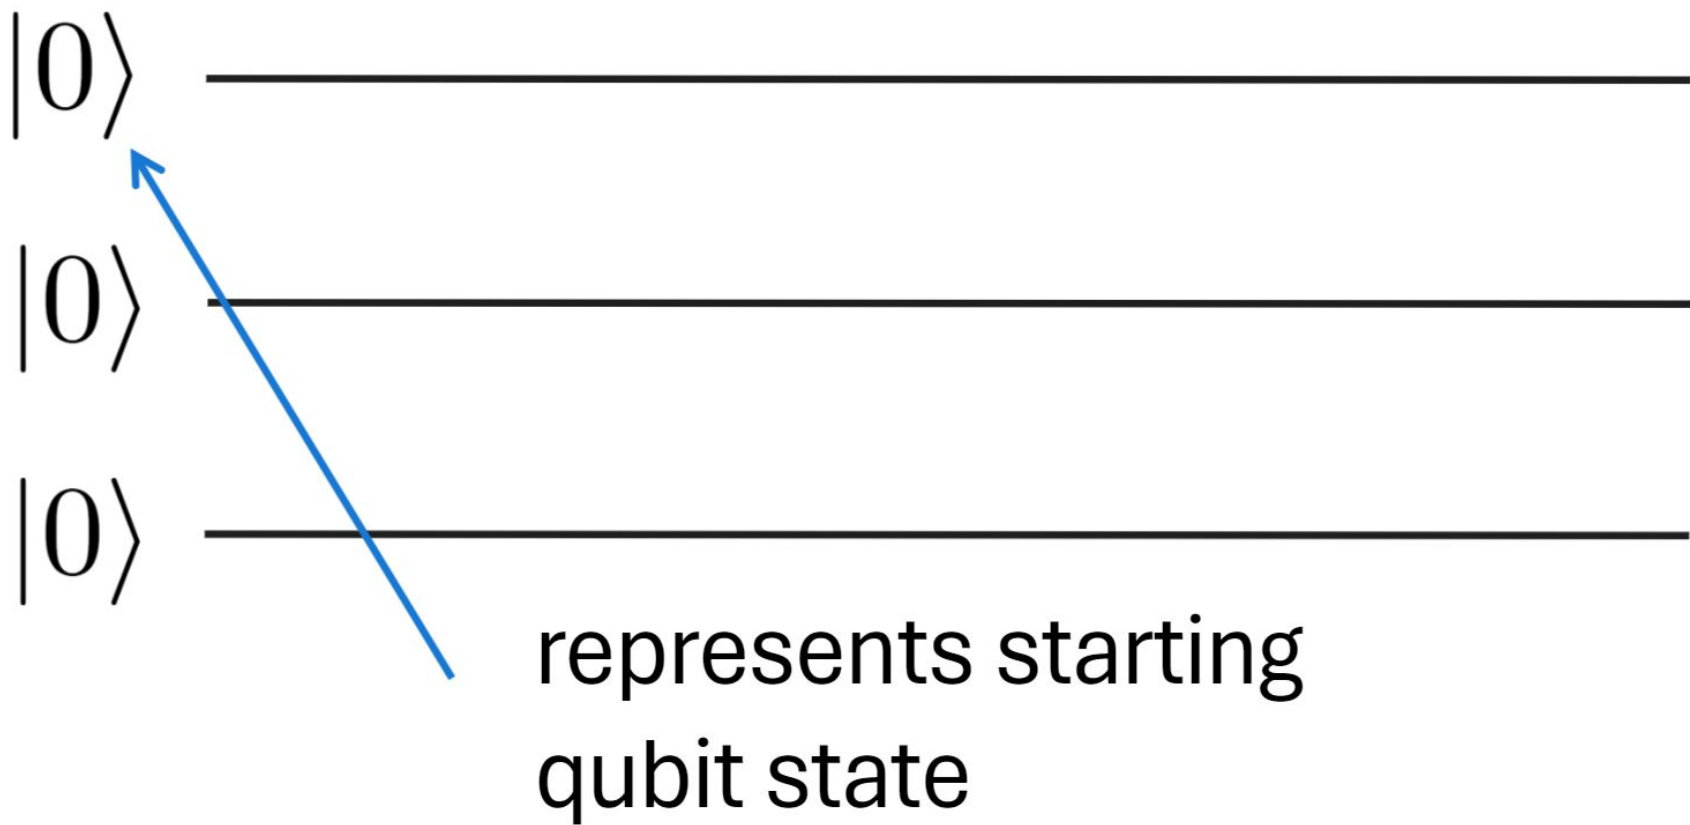 |0⟩
|0⟩
|0⟩
represents starting
qubit state